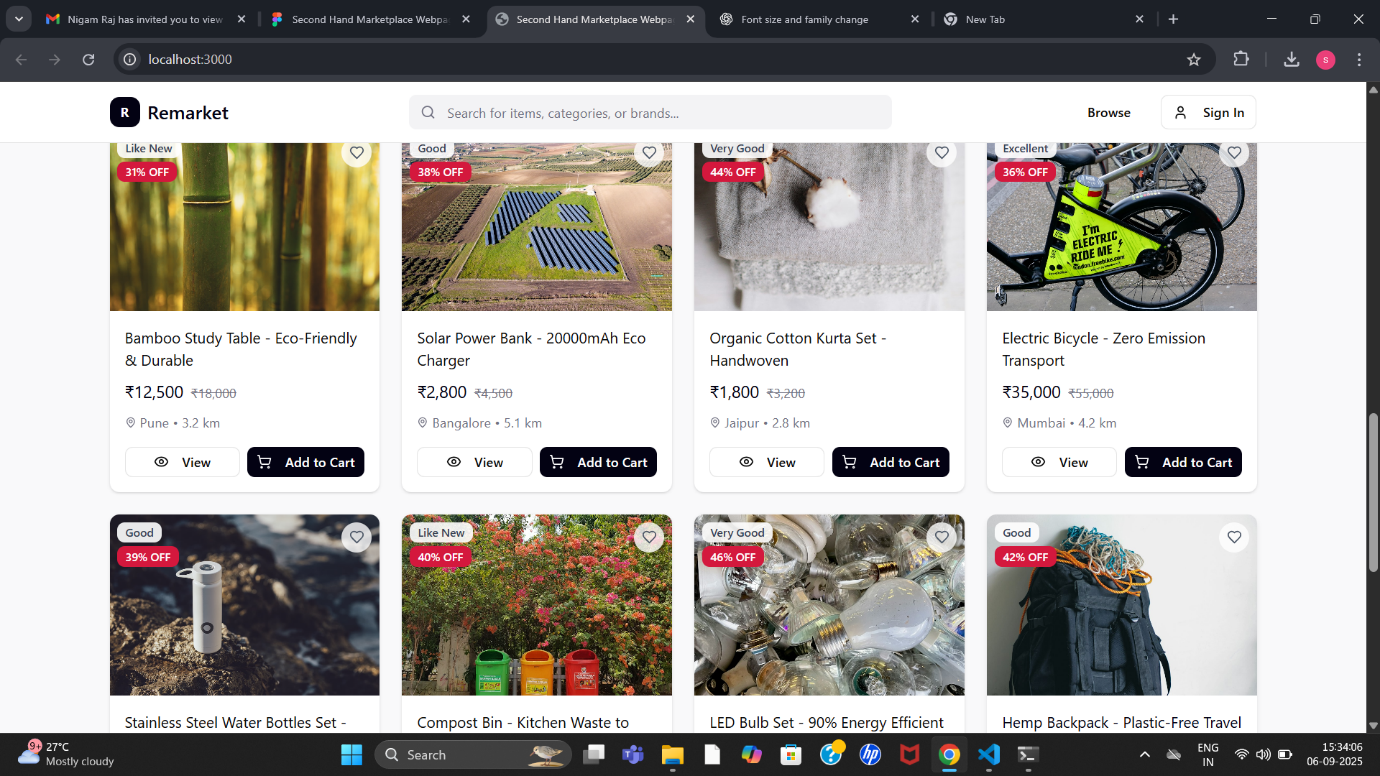 Nigam Raj has invited you to view
Second Hand Marketplace Webpa
Second Hand Marketplace Webpa
Font size and family change
New Tab
localhost:3000
S
R
Remarket
Search for items, categories, or brands...
Browse
Sign In
Like New
31% OFF
Good
38% OFF
Very Good
44% OFF
Excellent
36% OFF
I'm
ELECTRIC
RIDE ME!
Bamboo Study Table - Eco-Friendly
& Durable
₹12,500 ₹18,000
Pune • 3.2 km
View
Add to Cart
Solar Power Bank - 20000mAh Eco
Charger
₹2,800 ₹4,500
Bangalore • 5.1 km
View
Add to Cart
Organic Cotton Kurta Set -
Handwoven
₹1,800 ₹3,200
Jaipur • 2.8 km
View
Add to Cart
Electric Bicycle - Zero Emission
Transport
₹35,000 ₹55,000
Mumbai • 4.2 km
View
Add to Cart
Good
39% OFF
Like New
40% OFF
Very Good
46% OFF
Good
42% OFF
Stainless Steel Water Bottles Set -
Compost Bin - Kitchen Waste to
LED Bulb Set - 90% Energy Efficient
Hemp Backpack - Plastic-Free Travel
9+
27°C
Mostly cloudy
Search
hp
ENG
IN
15:34:06
06-09-2025